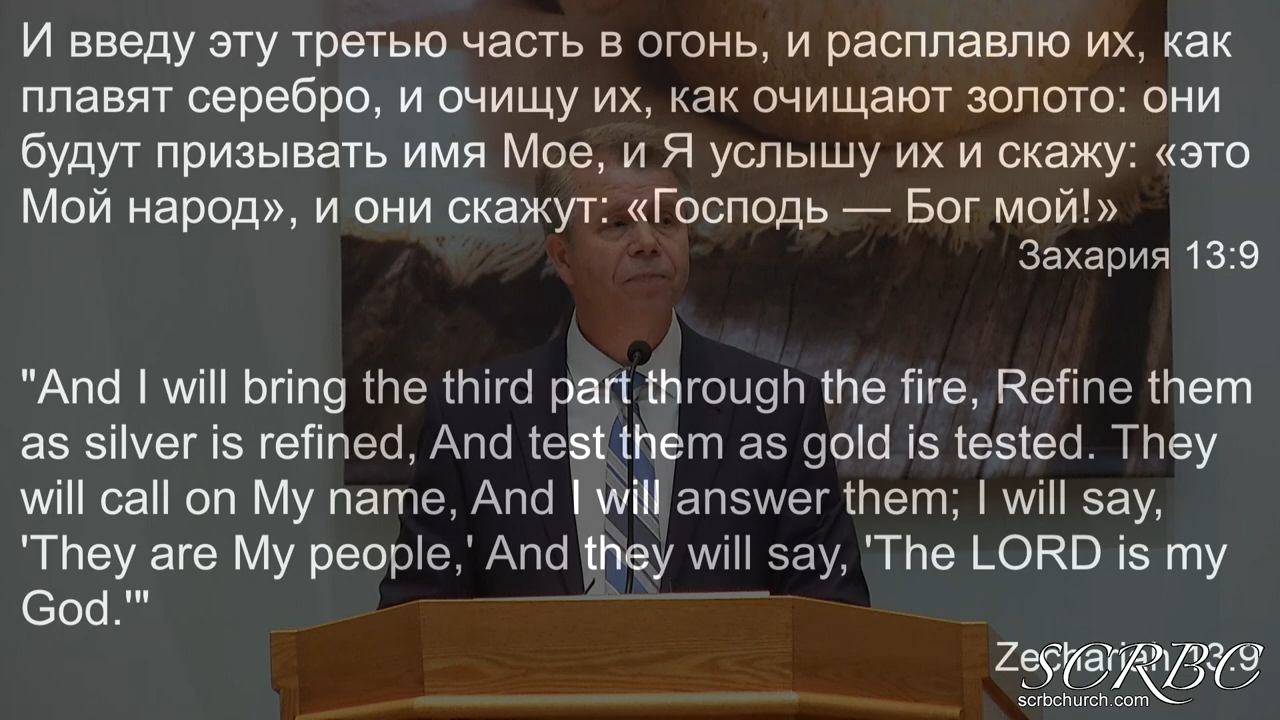 И введу эту третью часть в огонь, и расплавлю их, как
плавят серебро, и очищу их, как очищают золото: они
будут призывать имя Мое, и Я услышу их и скажу: «это
Мой народ», и они скажут: «Господь — Бог мой!»
Захария 13:9
"And I will bring the third part through the fire, Refine them
as silver is refined, And test them as gold is tested. They
will call on My name, And I will answer them; I will say,
'They are My people,' And they will say, 'The LORD is my
God.'"
Zechariah 13:9
SCRBC
scrbchurch.com